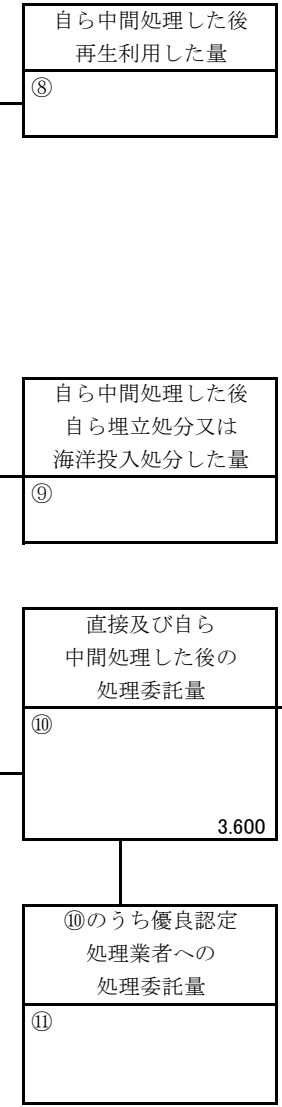 自ら中間処理した後
再生利用した量
⑧
自ら中間処理した後
自ら埋立処分又は
海洋投入処分した量
⑨
直接及び自ら
中間処理した後の
処理委託量
⑩
3.600
⑩のうち優良認定
処理業者への
処理委託量
⑪